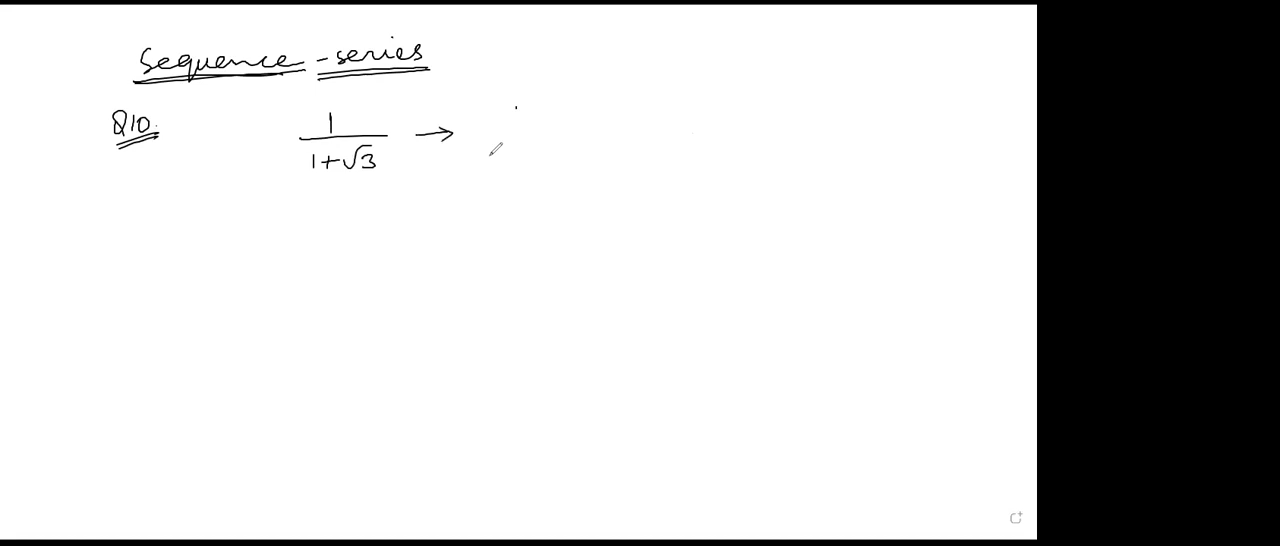 Sequence - series
Q10. 1/(1+√3) →